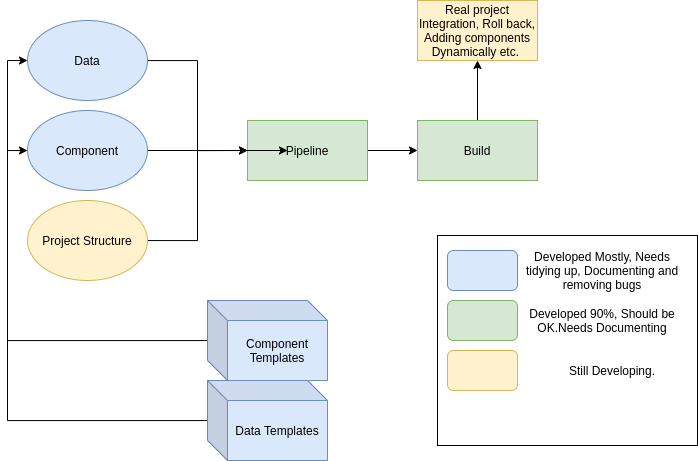 Real project
Integration, Roll back,
Adding components
Dynamically etc.
Data
Component
Pipeline
Build
Project Structure
Developed Mostly, Needs
tidying up, Documenting and
removing bugs
Developed 90%, Should be
OK.Needs Documenting
Still Developing.
Component
Templates
Data Templates